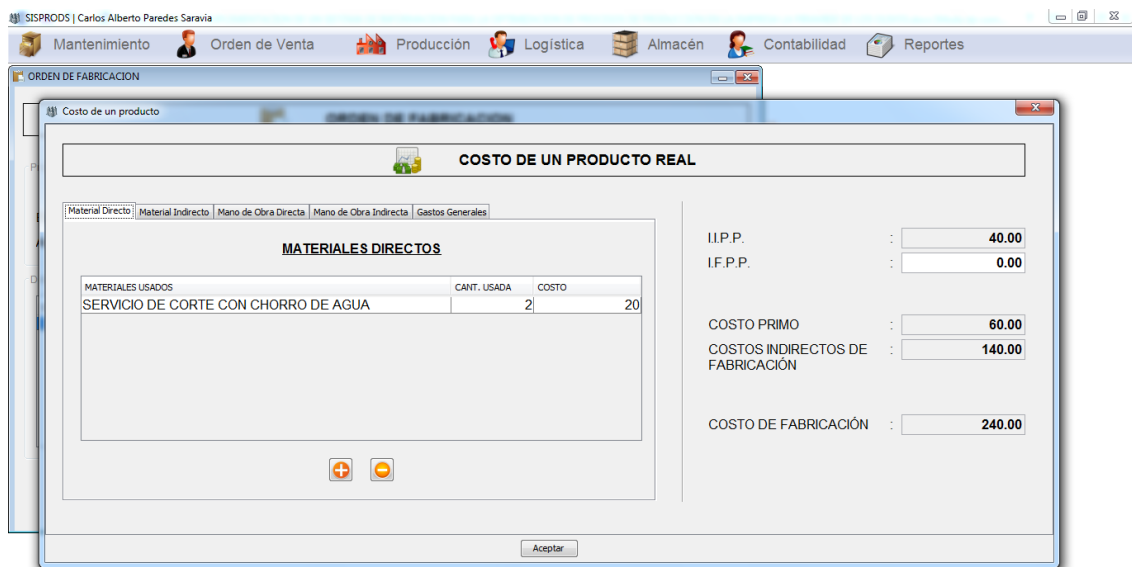 SISPRODS | Carlos Alberto Paredes Saravia
Mantenimiento Orden de Venta Producción Logística Almacén Contabilidad Reportes
ORDEN DE FABRICACION
Costo de un producto
ORDEN DE FABRICACION
COSTO DE UN PRODUCTO REAL
Material Directo Material Indirecto Mano de Obra Directa Mano de Obra Indirecta Gastos Generales
MATERIALES DIRECTOS
MATERIALES USADOS CANT. USADA COSTO
SERVICIO DE CORTE CON CHORRO DE AGUA 2 20
I.I.P.P. : 40.00
I.F.P.P. : 0.00
COSTO PRIMO : 60.00
COSTOS INDIRECTOS DE : 140.00
FABRICACIÓN
COSTO DE FABRICACIÓN : 240.00
Aceptar